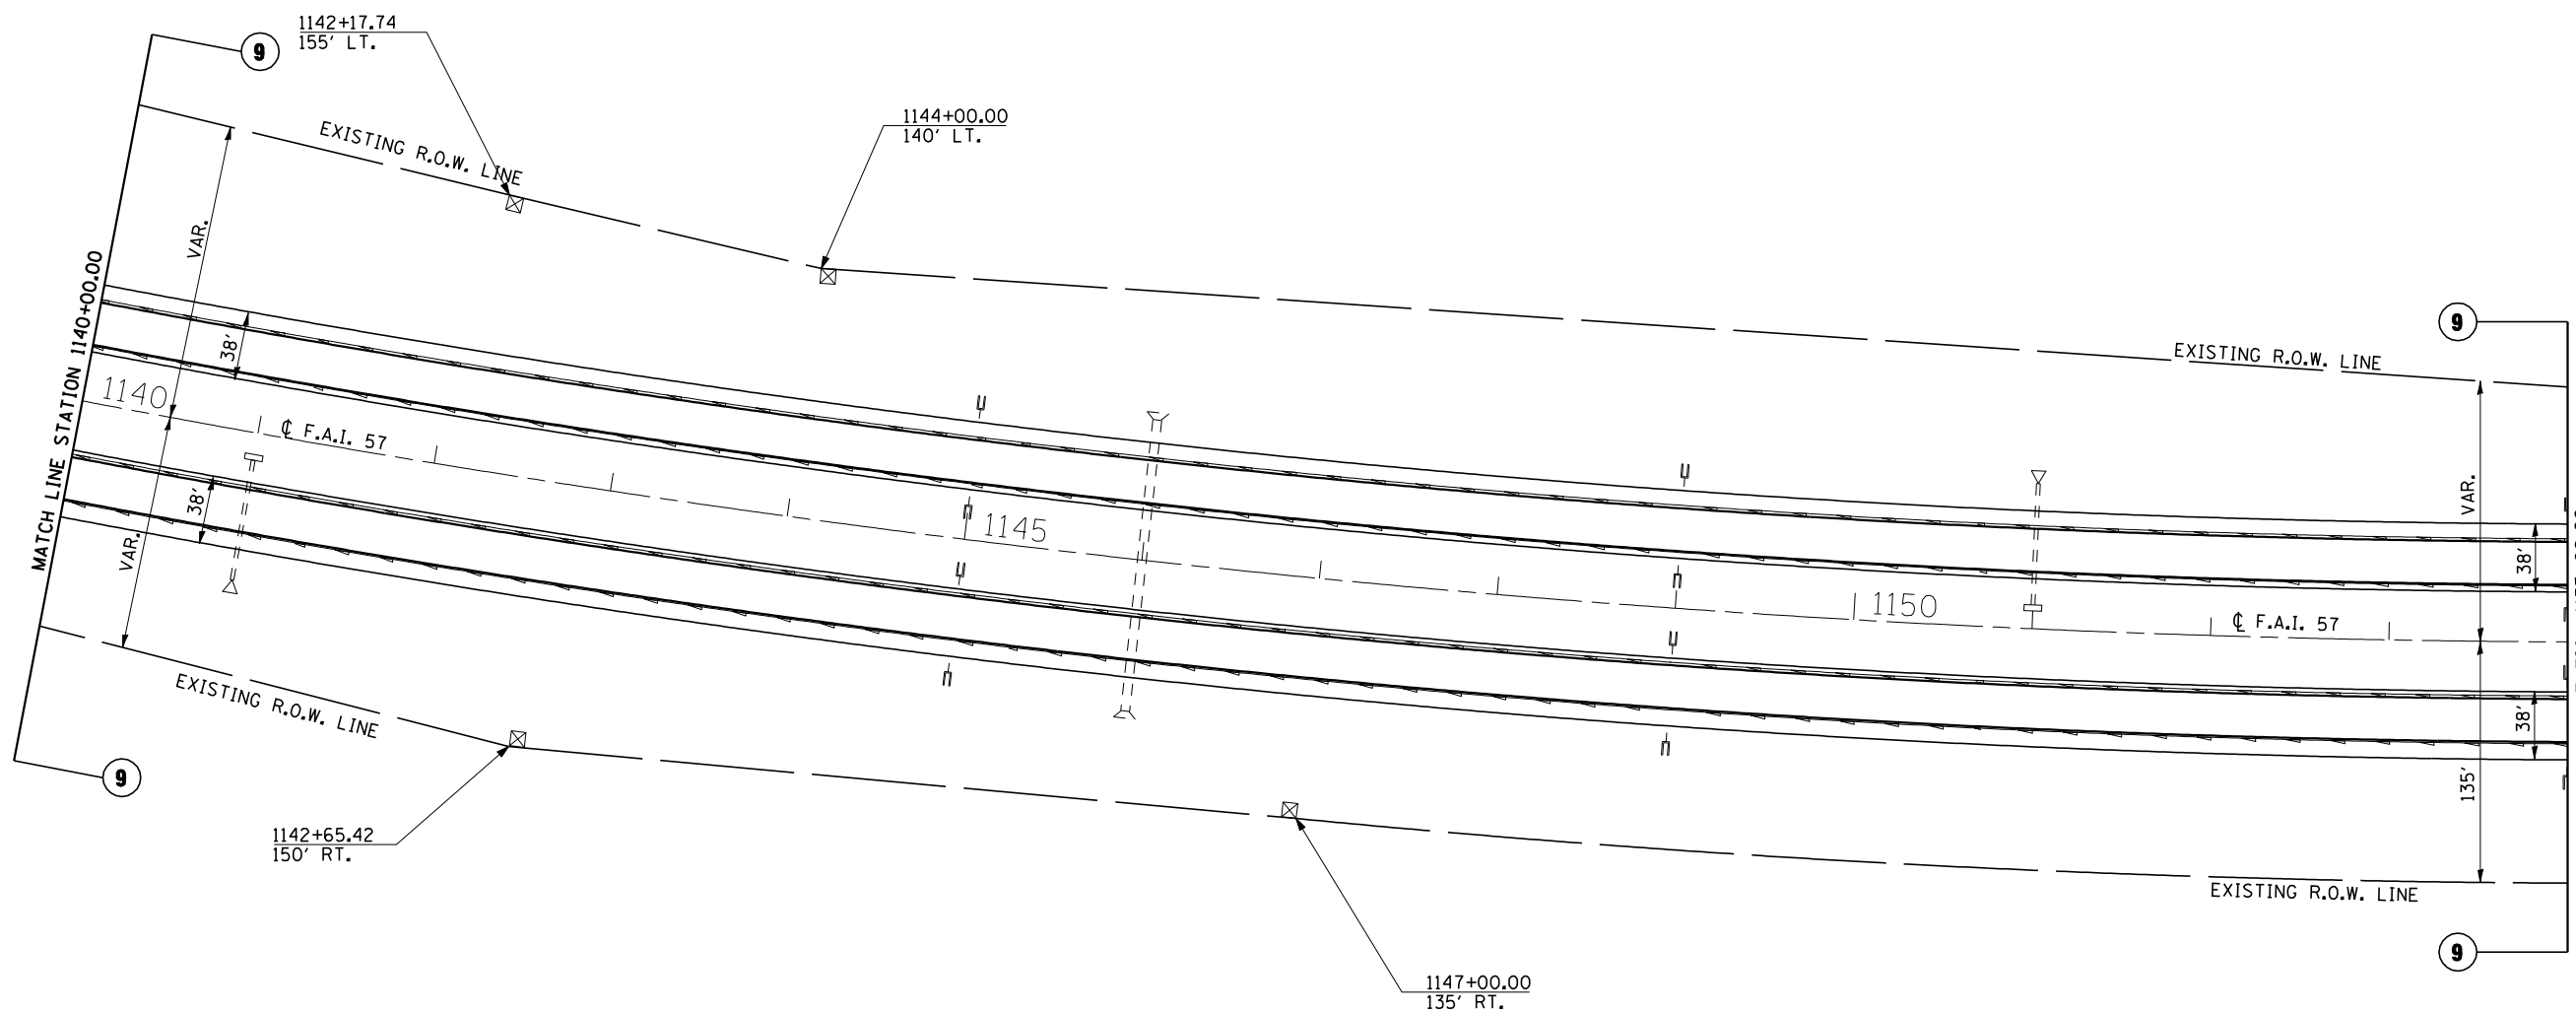 1142+17.74
155' LT.
9
1144+00.00
140' LT.
EXISTING R.O.W. LINE
VAR.
38'
MATCH LINE STATION 1140+00.00
1140
℄ F.A.I. 57
38'
VAR.
EXISTING R.O.W. LINE
9
1142+65.42
150' RT.
1145
1147+00.00
135' RT.
1150
℄ F.A.I. 57
9
EXISTING R.O.W. LINE
VAR.
38'
38'
135'
EXISTING R.O.W. LINE
9